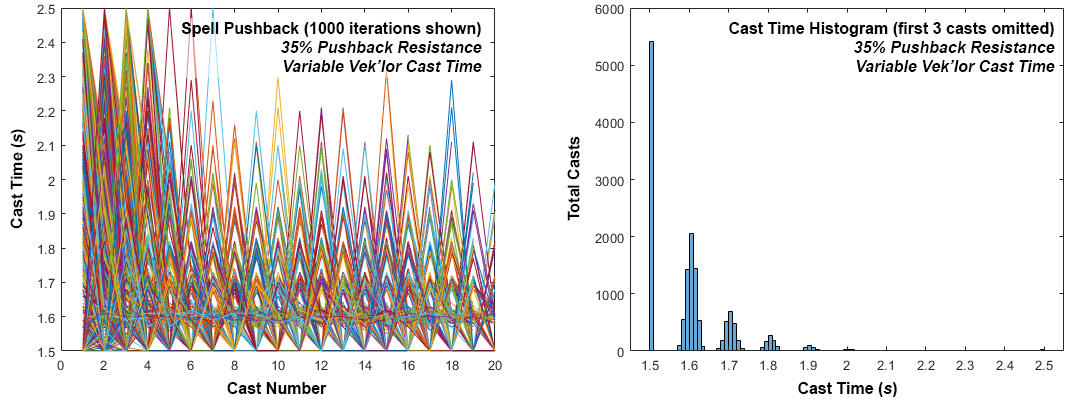 Spell Pushback (1000 iterations shown)
35% Pushback Resistance
Variable Vek'lor Cast Time
Cast Time (s)
2.5
2.4
2.3
2.2
2.1
2
1.9
1.8
1.7
1.6
1.5
0 2 4 6 8 10 12 14 16 18 20
Cast Number
Cast Time Histogram (first 3 casts omitted)
35% Pushback Resistance
Variable Vek'lor Cast Time
Total Casts
6000
5000
4000
3000
2000
1000
0
1.5 1.6 1.7 1.8 1.9 2 2.1 2.2 2.3 2.4 2.5
Cast Time (s)